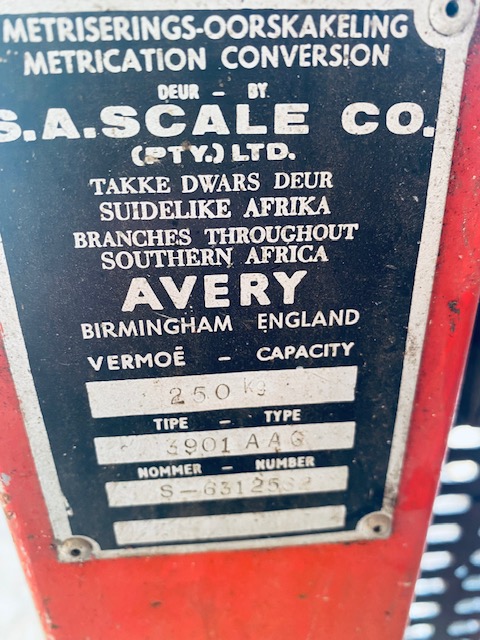 METRISERINGS-OORSKAKELING
METRICATION CONVERSION
DEUR - BY
S.A.SCALE CO.
(PTY.) LTD.
TAKKE DWARS DEUR
SUIDELIKE AFRIKA
BRANCHES THROUGHOUT
SOUTHERN AFRICA
AVERY
BIRMINGHAM ENGLAND
VERMOË - CAPACITY
250 Kg
TIPE - TYPE
3901
NOMMER - NUMBER